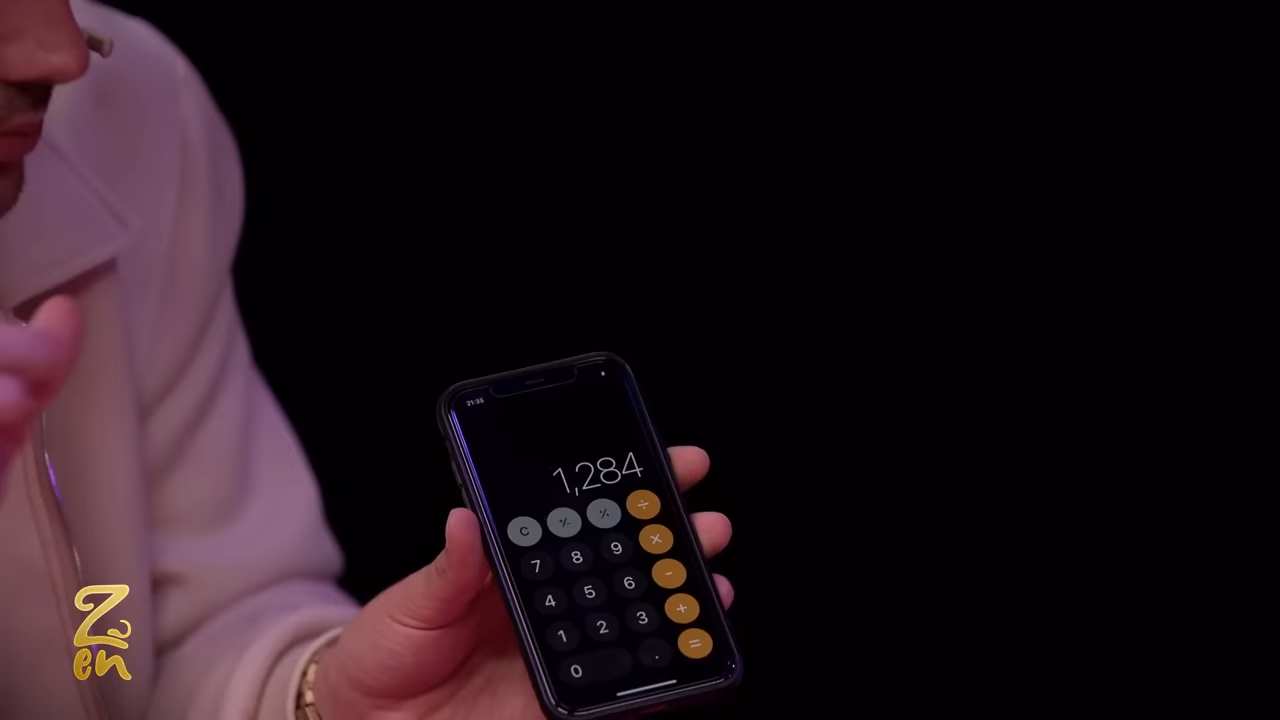 21:35
1,284
C +/- % ÷
7 8 9 ×
4 5 6 −
1 2 3 +
0 . =
Zen